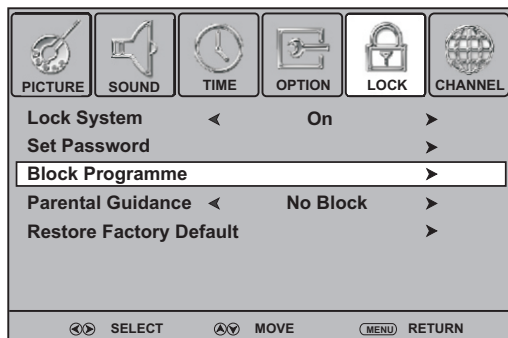 PICTURE SOUND TIME OPTION LOCK CHANNEL
Lock System On
Set Password
Block Programme
Parental Guidance No Block
Restore Factory Default
SELECT MOVE MENU RETURN